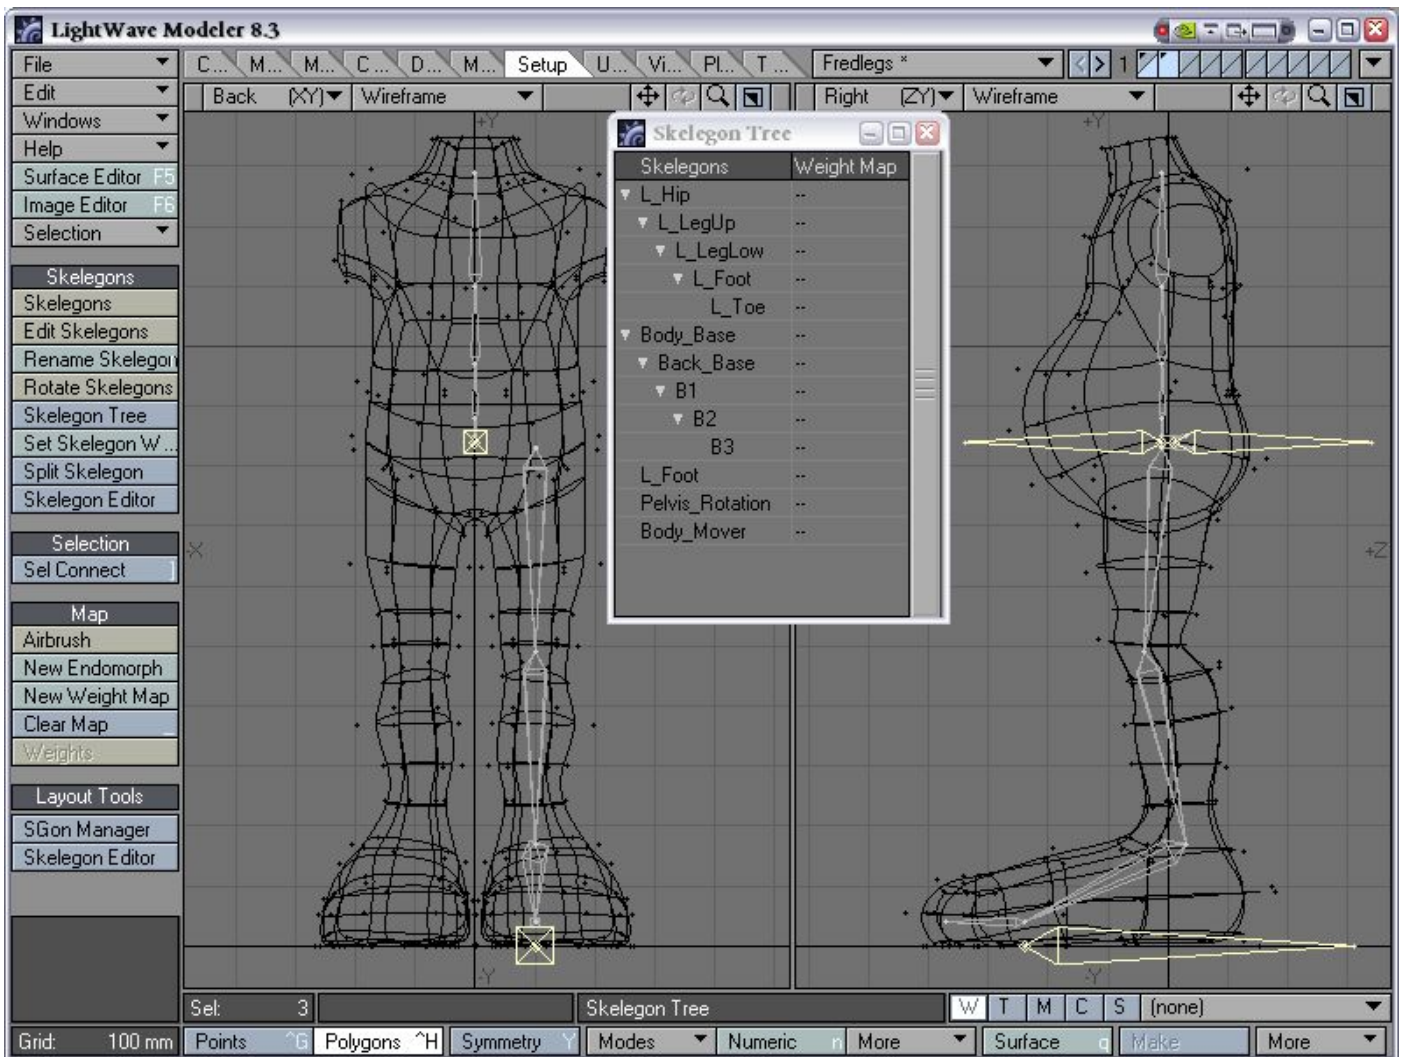 LightWave Modeler 8.3
File
C... M... M... C... D... M... Setup U... Vi... Pl... T...
Fredlegs *
1
Edit
Back (XY) Wireframe
Right (ZY) Wireframe
Windows
Help
Surface Editor F5
Image Editor F6
Selection
Skelegons
Skelegons
Edit Skelegons
Rename Skelegon
Rotate Skelegons
Skelegon Tree
Set Skelegon W...
Split Skelegon
Skelegon Editor
Selection
Sel Connect ]
Map
Airbrush
New Endomorph
New Weight Map
Clear Map _
Weights
Layout Tools
SGon Manager
Skelegon Editor
+Y
-X
-Y
Skelegon Tree
Skelegons Weight Map
L_Hip --
L_LegUp --
L_LegLow --
L_Foot --
L_Toe --
Body_Base --
Back_Base --
B1 --
B2 --
B3 --
L_Foot --
Pelvis_Rotation --
Body_Mover --
+Y
+Z
-Y
Sel: 3
Skelegon Tree
W T M C S (none)
Grid: 100 mm
Points ^G
Polygons ^H
Symmetry Y
Modes
Numeric n
More
Surface q
Make
More